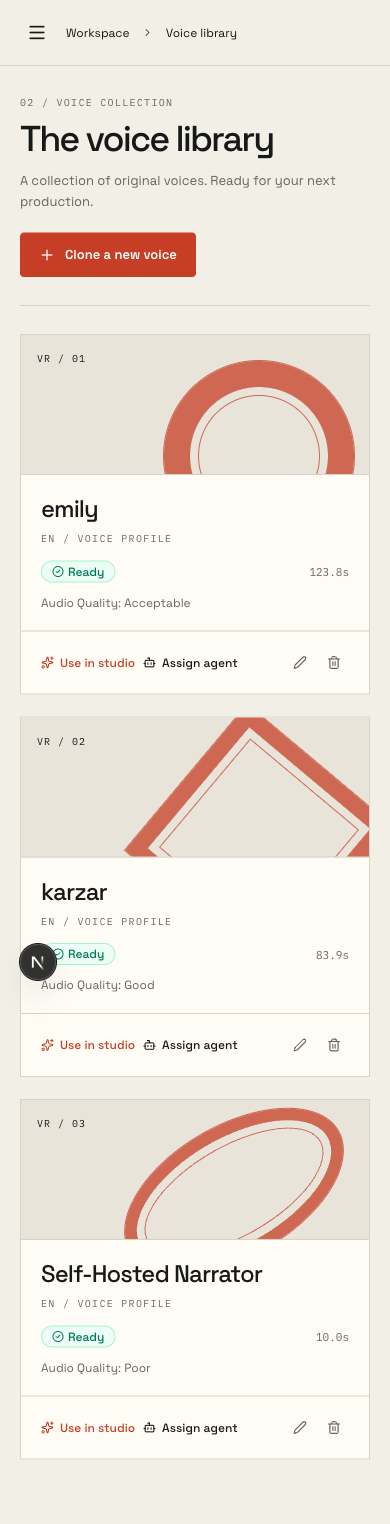 Workspace > Voice library
02 / VOICE COLLECTION
The voice library
A collection of original voices. Ready for your next
production.
+ Clone a new voice
VR / 01
emily
EN / VOICE PROFILE
Ready 123.8s
Audio Quality: Acceptable
Use in studio Assign agent
VR / 02
karzar
EN / VOICE PROFILE
Ready 83.9s
N
Audio Quality: Good
Use in studio Assign agent
VR / 03
Self-Hosted Narrator
EN / VOICE PROFILE
Ready 10.0s
Audio Quality: Poor
Use in studio Assign agent